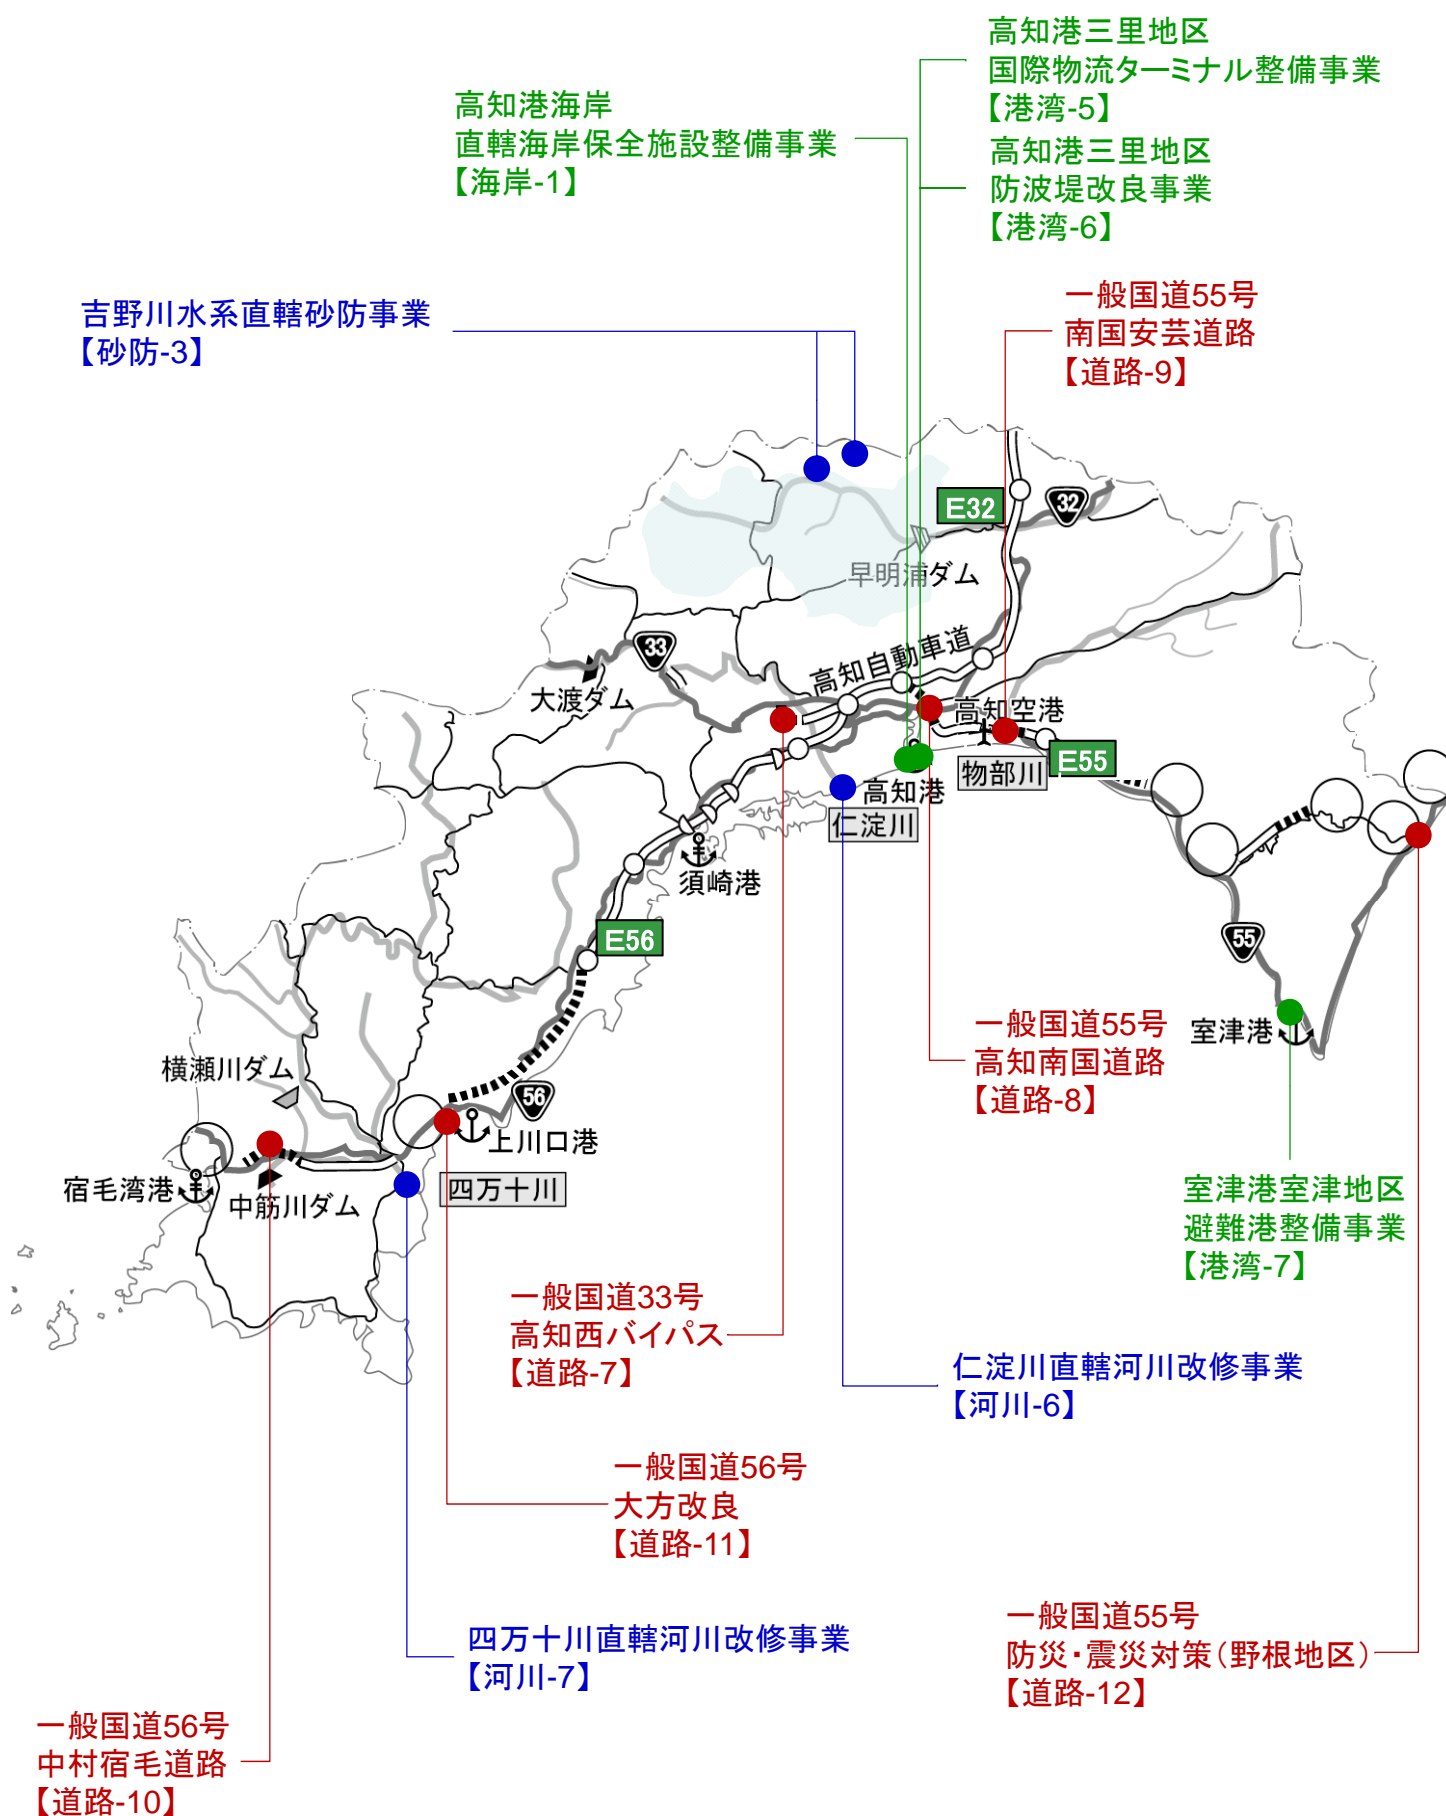 高知港三里地区
国際物流ターミナル整備事業
【港湾-5】
高知港海岸
直轄海岸保全施設整備事業
【海岸-1】
高知港三里地区
防波堤改良事業
【港湾-6】
吉野川水系直轄砂防事業
【砂防-3】
一般国道55号
南国安芸道路
【道路-9】
E32
32
早明浦ダム
33
高知自動車道
大渡ダム
高知空港
E55
物部川
高知港
仁淀川
須崎港
E56
55
一般国道55号
高知南国道路
【道路-8】
室津港
横瀬川ダム
56
上川口港
宿毛湾港
中筋川ダム
四万十川
室津港室津地区
避難港整備事業
【港湾-7】
一般国道33号
高知西バイパス
【道路-7】
仁淀川直轄河川改修事業
【河川-6】
一般国道56号
大方改良
【道路-11】
四万十川直轄河川改修事業
【河川-7】
一般国道55号
防災・震災対策（野根地区）
【道路-12】
一般国道56号
中村宿毛道路
【道路-10】